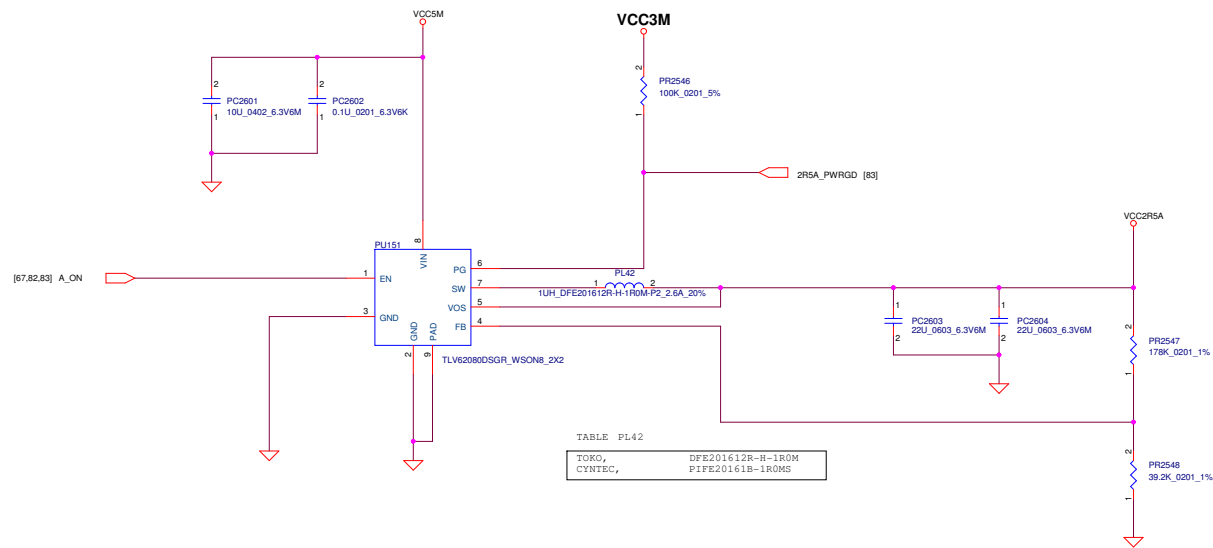 VCC5M
VCC3M
2
PR2546
100K_0201_5%
1
2
PC2601
10U_0402_6.3V6M
1
2
PC2602
0.1U_0201_6.3V6K
1
2R5A_PWRGD [83]
VCC2R5A
PU151
8
VIN
[67,82,83] A_ON
1
EN
PG
6
PL42
SW
7
1
2
1UH_DFE201612R-H-1R0M-P2_2.6A_20%
VOS
5
3
GND
FB
4
GND
PAD
2
9
TLV62080DSGR_WSON8_2X2
1
PC2603
22U_0603_6.3V6M
2
1
PC2604
22U_0603_6.3V6M
2
2
PR2547
178K_0201_1%
1
2
PR2548
39.2K_0201_1%
1
TABLE PL42
TOKO, DFE201612R-H-1R0M
CYNTEC, PIFE20161B-1R0MS